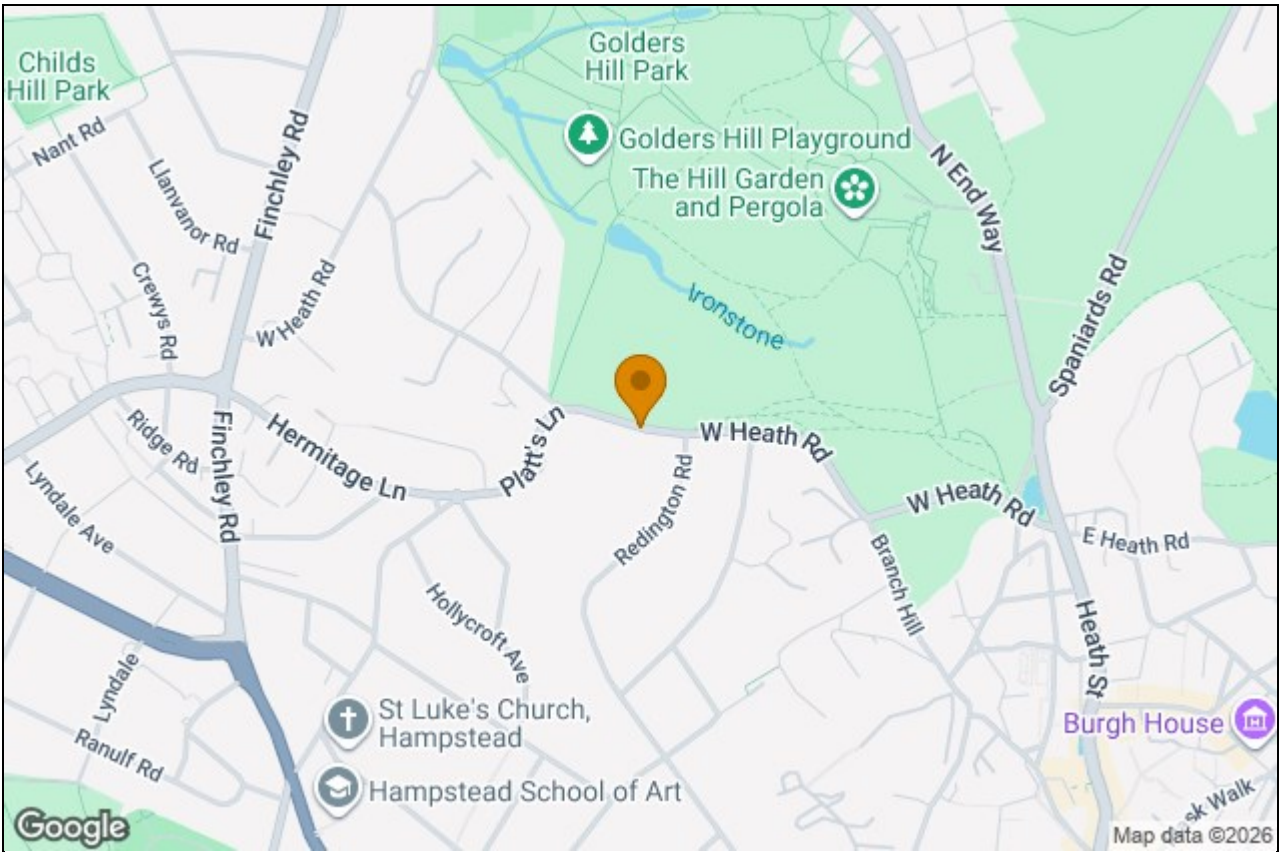 Golders
Hill Park
Childs
Hill Park
Nant Rd
Llanvanor Rd
Finchley Rd
Golders Hill Playground
The Hill Garden
and Pergola
N End Way
Crewys Rd
W Heath Rd
Ironstone
Spaniards Rd
Ridge Rd
Finchley Rd
Hermitage Ln
Platt's Ln
W Heath Rd
Redington Rd
W Heath Rd
Lyndale Ave
E Heath Rd
Branch Hill
Hollycroft Ave
Heath St
Lyndale
St Luke's Church,
Hampstead
Burgh House
Ranulf Rd
Hampstead School of Art
sk Walk
Google
Map data ©2026